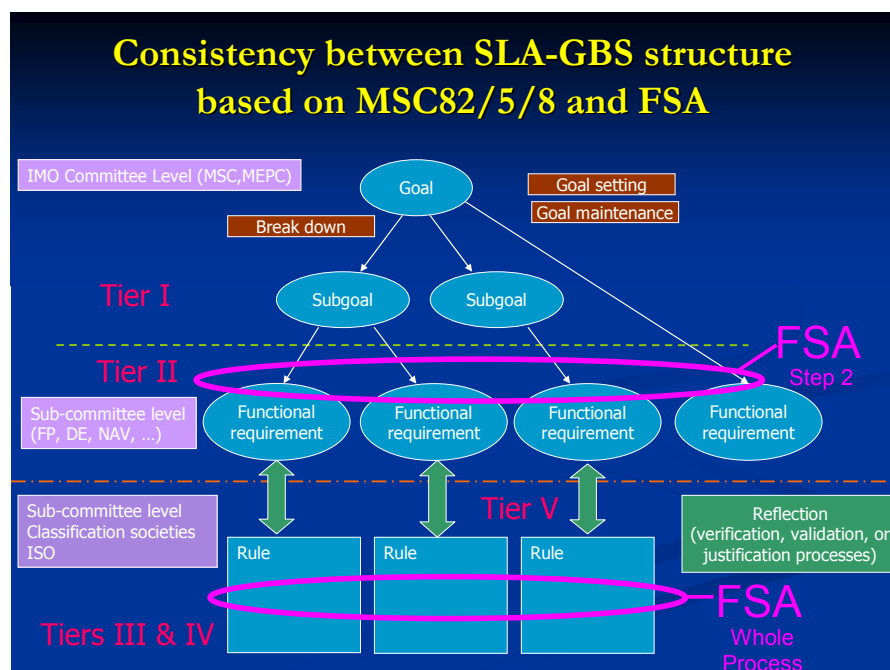 Consistency between SLA-GBS structure
based on MSC82/5/8 and FSA
IMO Committee Level (MSC,MEPC)
Goal
Goal setting
Goal maintenance
Break down
Tier I
Subgoal
Subgoal
Tier II
FSA
Step 2
Sub-committee level
(FP, DE, NAV, ...)
Functional
requirement
Functional
requirement
Functional
requirement
Functional
requirement
Sub-committee level
Classification societies
ISO
Tier V
Reflection
(verification, validation, or
justification processes)
Rule
Rule
Rule
Tiers III & IV
FSA
Whole
Process